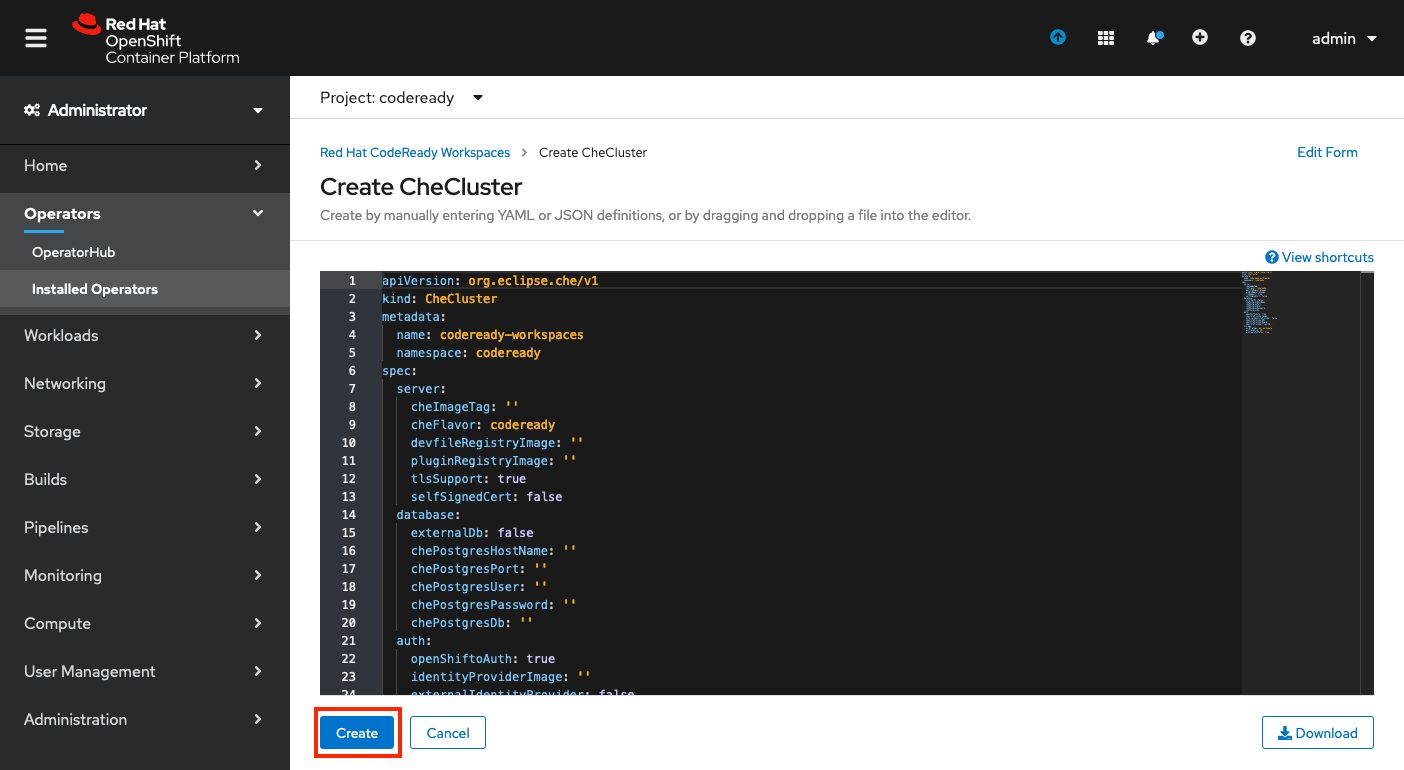 Red Hat
OpenShift
Container Platform
admin
Administrator
Home
Operators
OperatorHub
Installed Operators
Workloads
Networking
Storage
Builds
Pipelines
Monitoring
Compute
User Management
Administration
Project: codeready
Red Hat CodeReady Workspaces > Create CheCluster
Edit Form
Create CheCluster
Create by manually entering YAML or JSON definitions, or by dragging and dropping a file into the editor.
View shortcuts
1 apiVersion: org.eclipse.che/v1
2 kind: CheCluster
3 metadata:
4 name: codeready-workspaces
5 namespace: codeready
6 spec:
7 server:
8 cheImageTag: ''
9 cheFlavor: codeready
10 devfileRegistryImage: ''
11 pluginRegistryImage: ''
12 tlsSupport: true
13 selfSignedCert: false
14 database:
15 externalDb: false
16 chePostgresHostName: ''
17 chePostgresPort: ''
18 chePostgresUser: ''
19 chePostgresPassword: ''
20 chePostgresDb: ''
21 auth:
22 openShiftoAuth: true
23 identityProviderImage: ''
24 externalIdentityProvider: false
Create
Cancel
Download